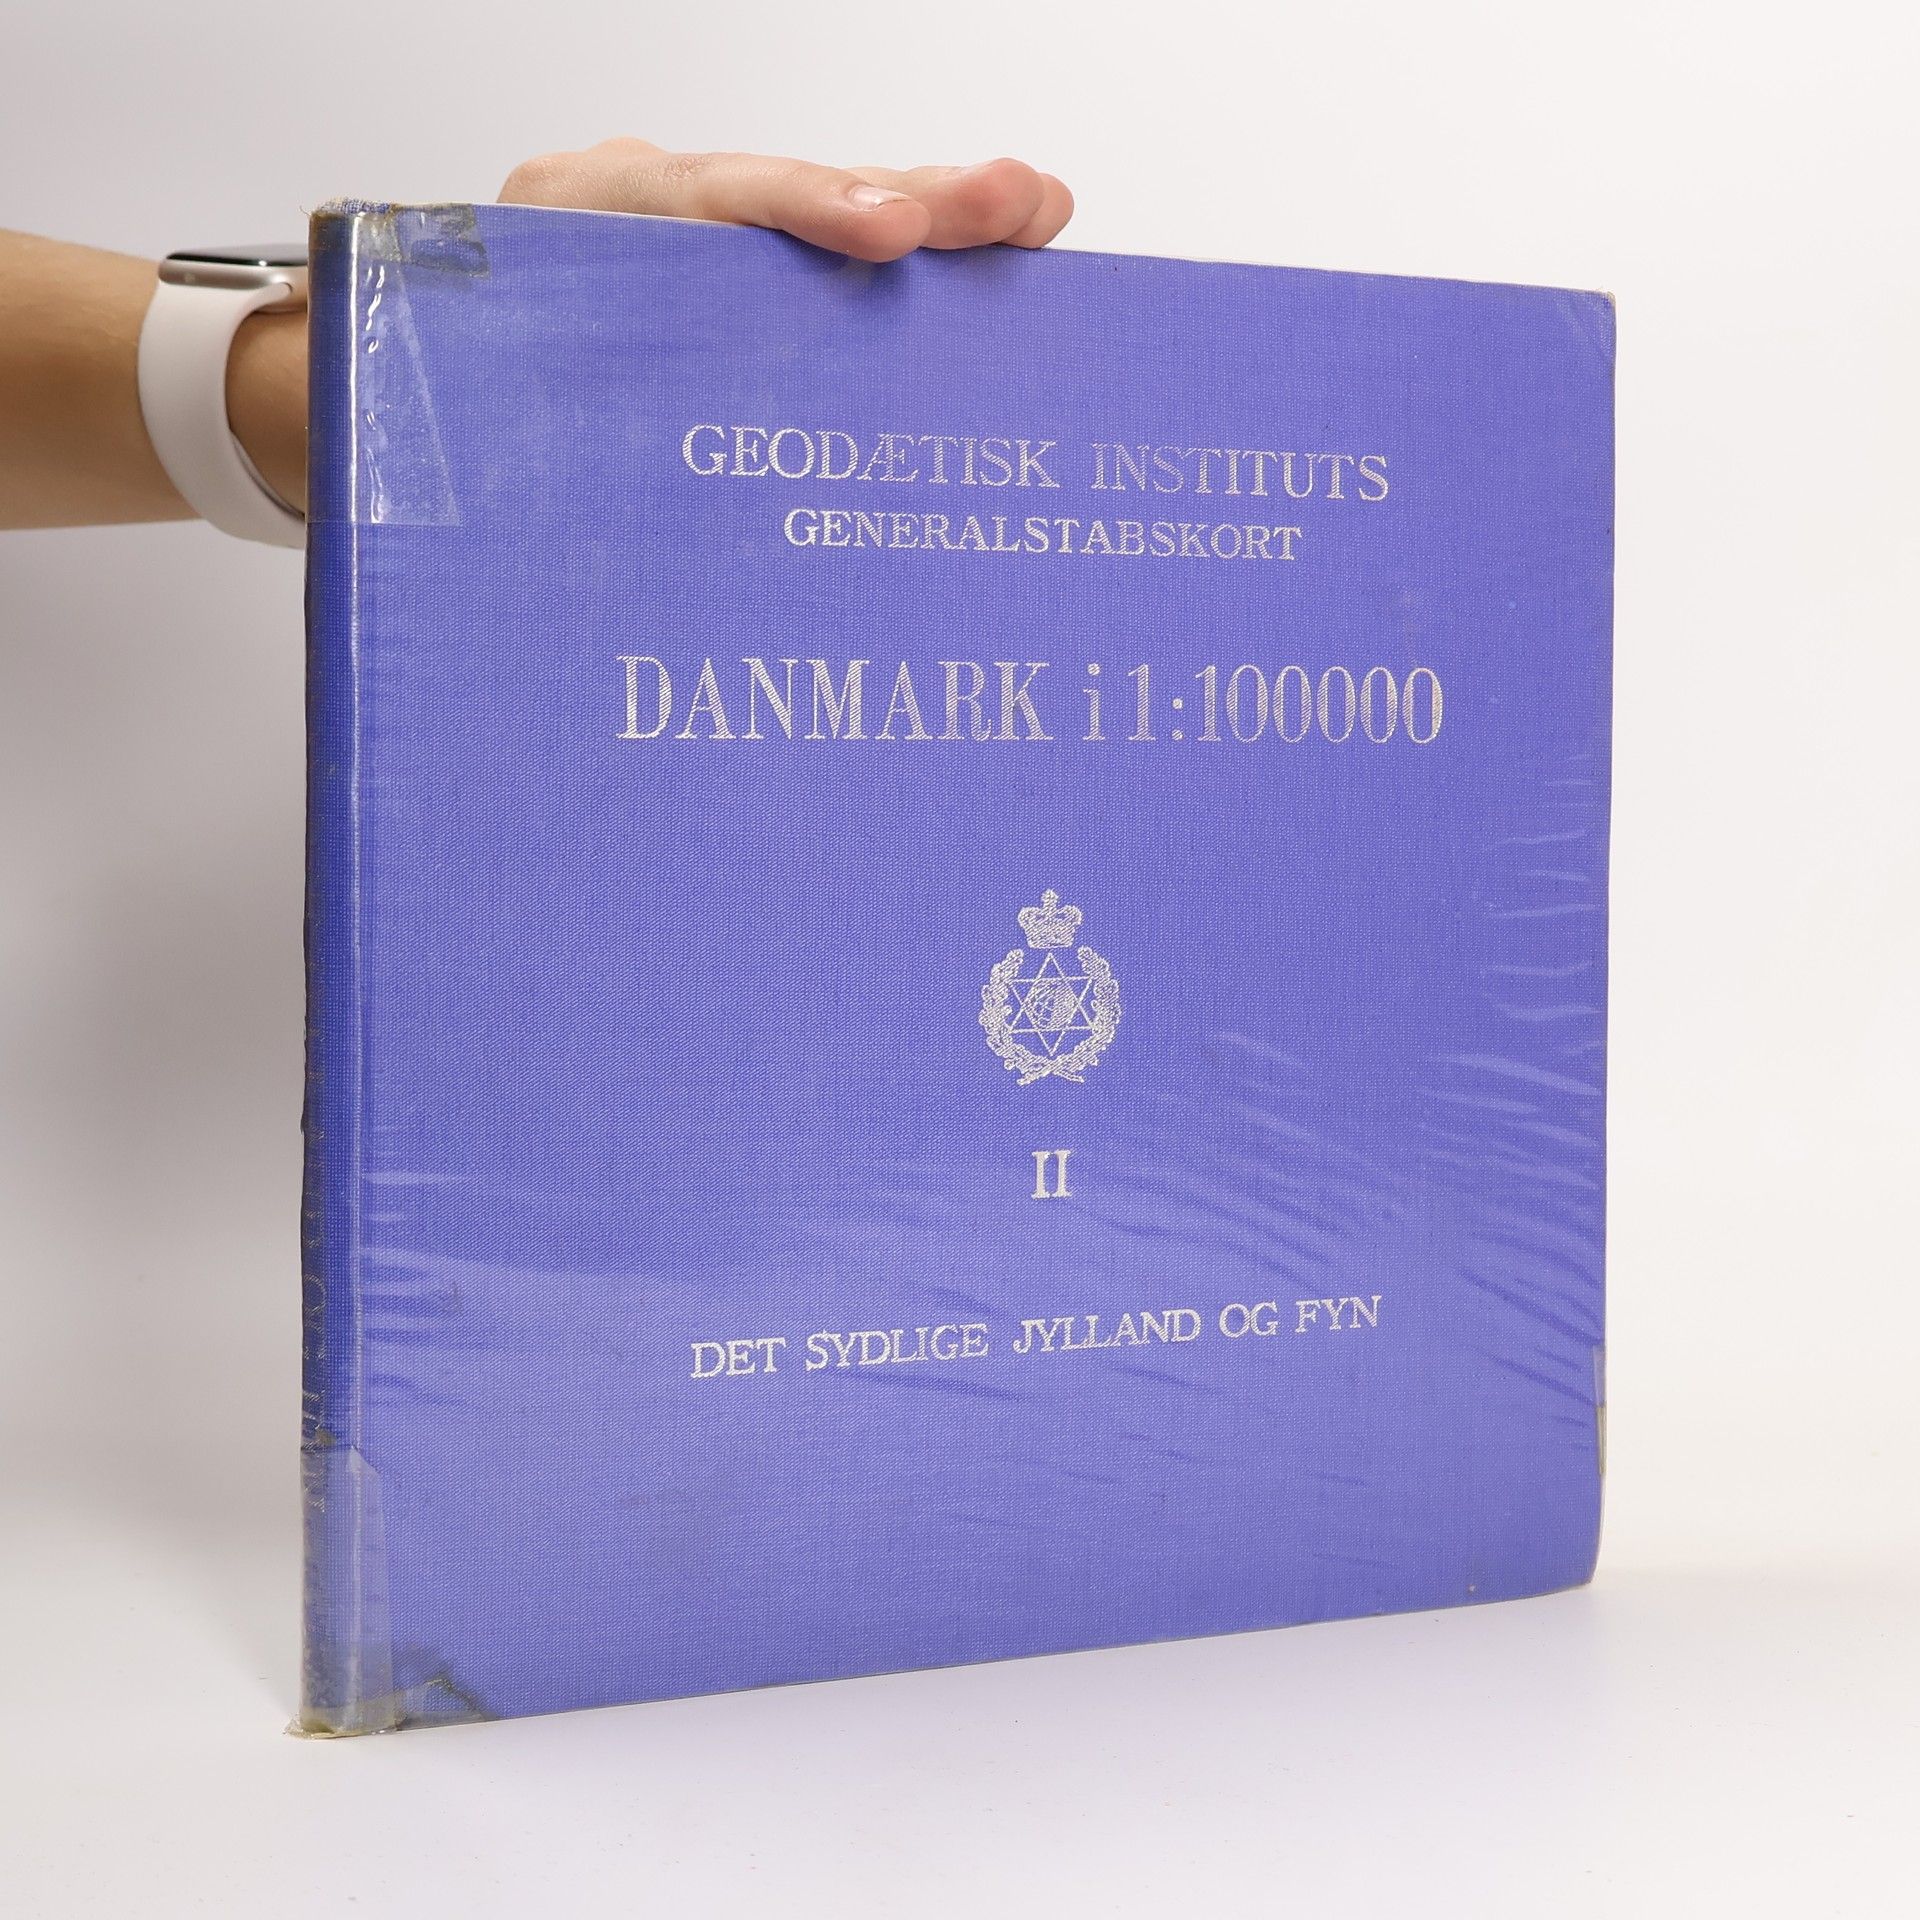 GEODÆTISK INSTITUTS
GENERALSTABSKORT
DANMARK i 1:100000
II
DET SYDLIGE JYLLAND OG FYN